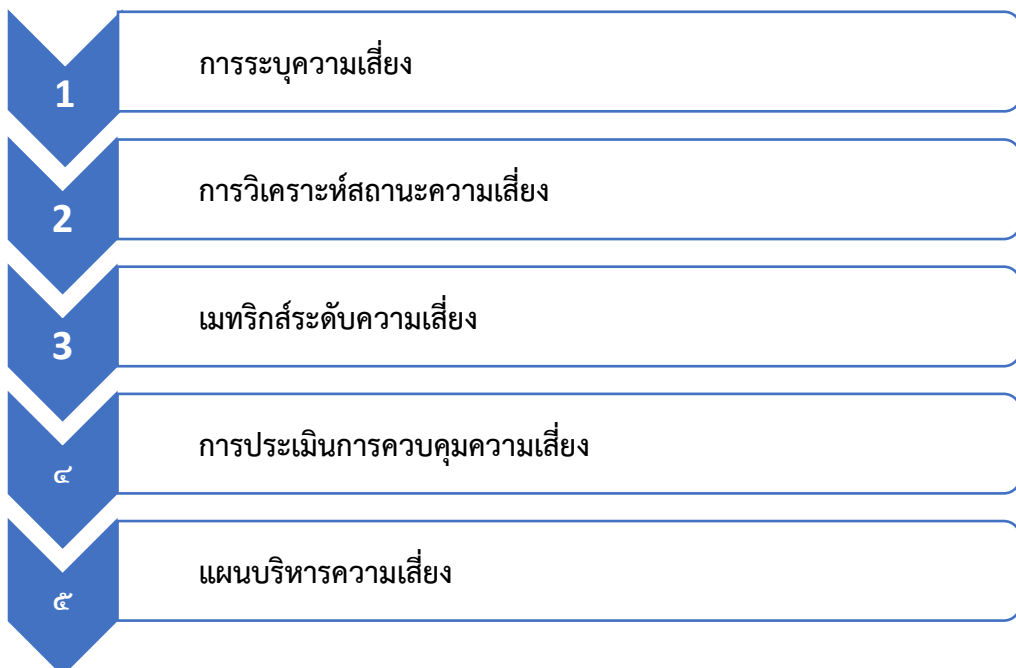 1
การระบุความเสี่ยง
2
การวิเคราะห์สถานะความเสี่ยง
3
เมทริกส์ระดับความเสี่ยง
๔
การประเมินการควบคุมความเสี่ยง
๕
แผนบริหารความเสี่ยง